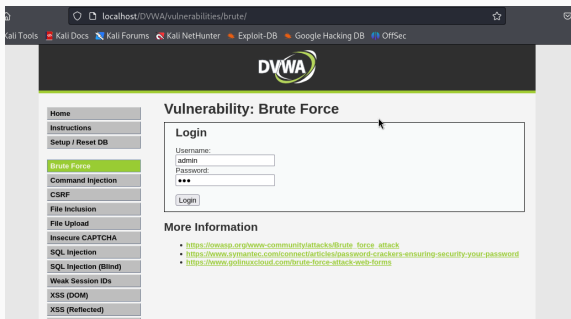 localhost/DVWA/vulnerabilities/brute/
Kali Tools Kali Docs Kali Forums Kali NetHunter Exploit-DB Google Hacking DB OffSec
DVWA
Home
Instructions
Setup / Reset DB
Brute Force
Command Injection
CSRF
File Inclusion
File Upload
Insecure CAPTCHA
SQL Injection
SQL Injection (Blind)
Weak Session IDs
XSS (DOM)
XSS (Reflected)
Vulnerability: Brute Force
Login
Username:
admin
Password:
•••
Login
More Information
• https://owasp.org/www-community/attacks/Brute_force_attack
• https://www.symantec.com/connect/articles/password-crackers-ensuring-security-your-password
• https://www.golinuxcloud.com/brute-force-attack-web-forms